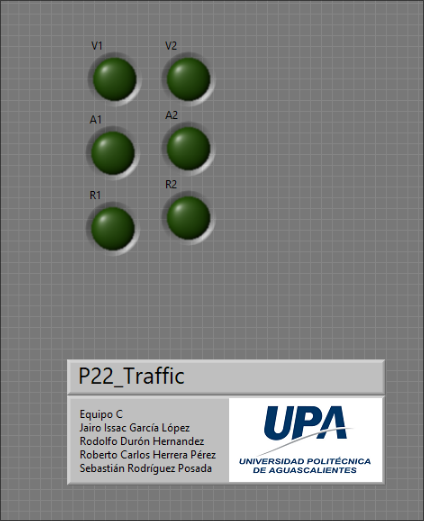 V1 V2
A1 A2
R1 R2
P22_Traffic
Equipo C
Jairo Issac García López
Rodolfo Durón Hernandez
Roberto Carlos Herrera Pérez
Sebastián Rodríguez Posada
UPA
UNIVERSIDAD POLITÉCNICA
DE AGUASCALIENTES